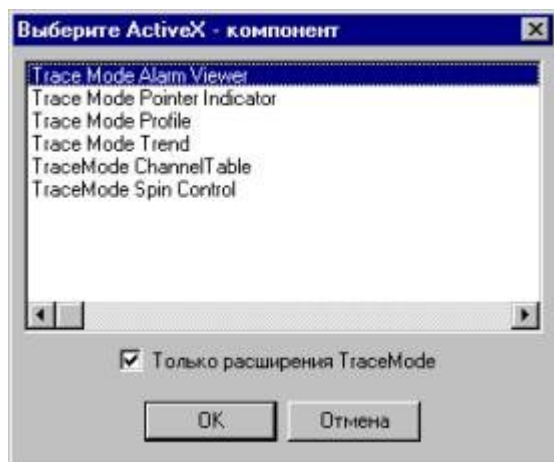 Выберите ActiveX - компонент
Trace Mode Alarm Viewer
Trace Mode Pointer Indicator
Trace Mode Profile
Trace Mode Trend
TraceMode ChannelTable
TraceMode Spin Control
Только расширения TraceMode
OK
Отмена